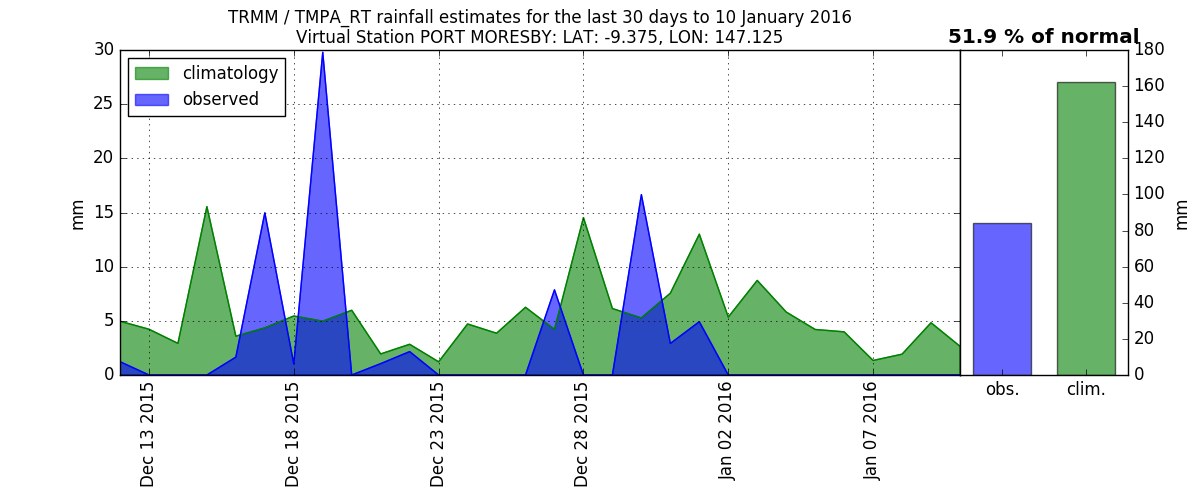 TRMM / TMPA_RT rainfall estimates for the last 30 days to 10 January 2016
Virtual Station PORT MORESBY: LAT: -9.375, LON: 147.125
51.9 % of normal
climatology
observed
30
25
20
15
10
5
0
mm
Dec 13 2015
Dec 18 2015
Dec 23 2015
Dec 28 2015
Jan 02 2016
Jan 07 2016
obs.
clim.
180
160
140
120
100
80
60
40
20
0
mm